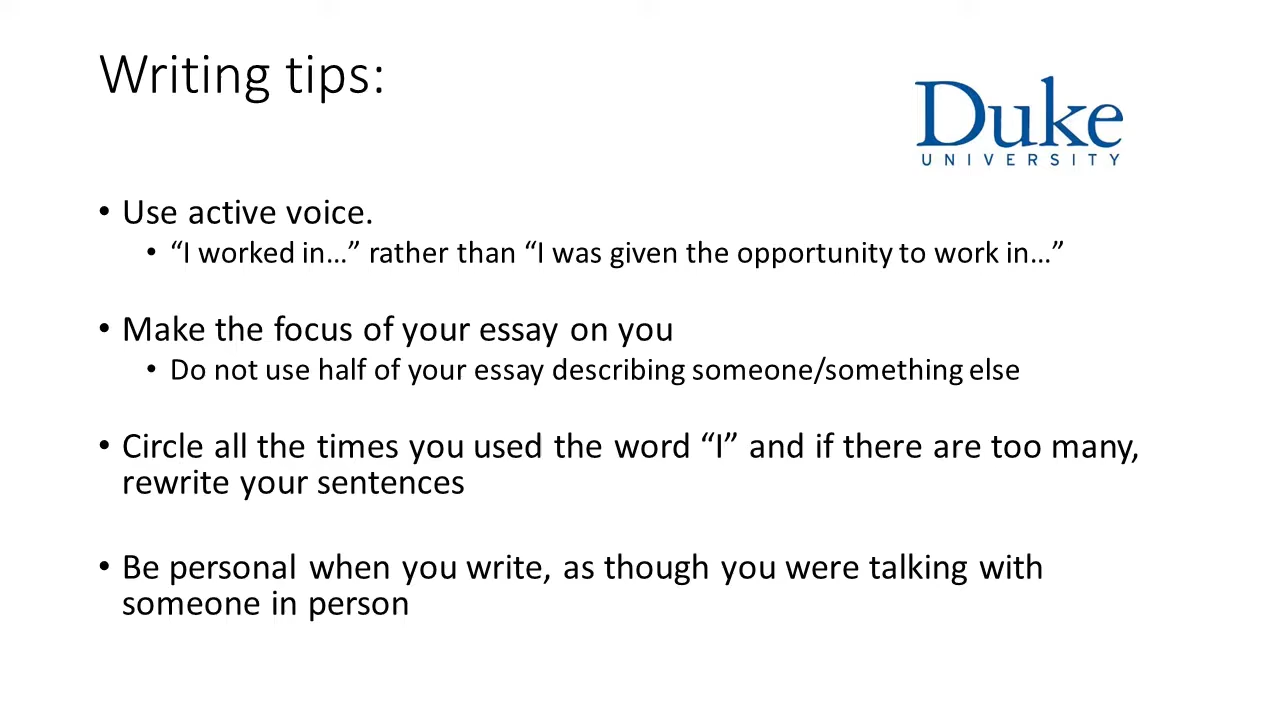 Writing tips:
Duke
UNIVERSITY
• Use active voice.
• “I worked in…” rather than “I was given the opportunity to work in…”
• Make the focus of your essay on you
• Do not use half of your essay describing someone/something else
• Circle all the times you used the word “I” and if there are too many,
rewrite your sentences
• Be personal when you write, as though you were talking with
someone in person